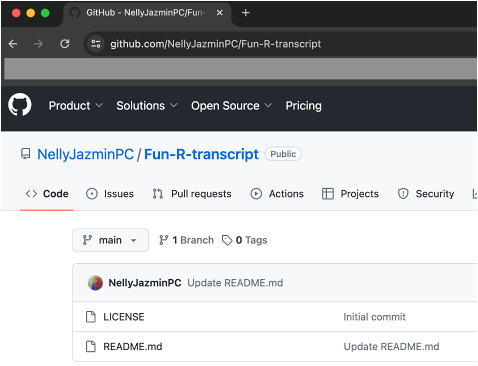 GitHub - NellyJazminPC/Fun-
github.com/NellyJazminPC/Fun-R-transcript
Product Solutions Open Source Pricing
NellyJazminPC / Fun-R-transcript Public
Code Issues Pull requests Actions Projects Security
main 1 Branch 0 Tags
NellyJazminPC Update README.md
LICENSE Initial commit
README.md Update README.md